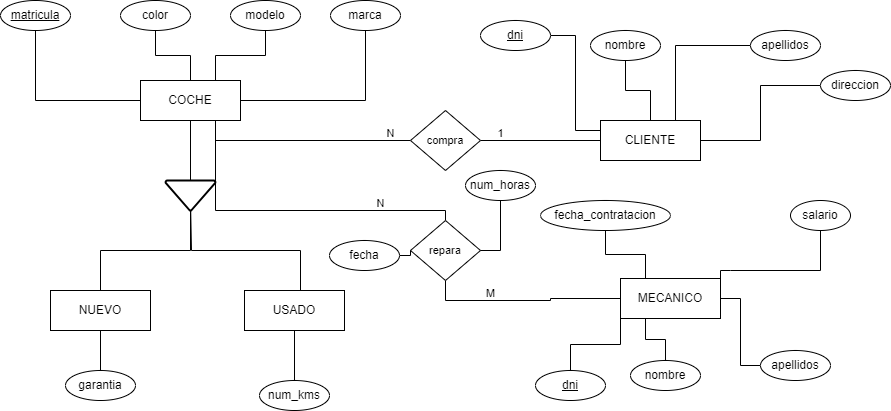 matricula
color
modelo
marca
COCHE
dni
nombre
apellidos
direccion
CLIENTE
N
compra
1
num_horas
N
fecha
repara
M
fecha_contratacion
salario
MECANICO
dni
nombre
apellidos
NUEVO
USADO
garantia
num_kms